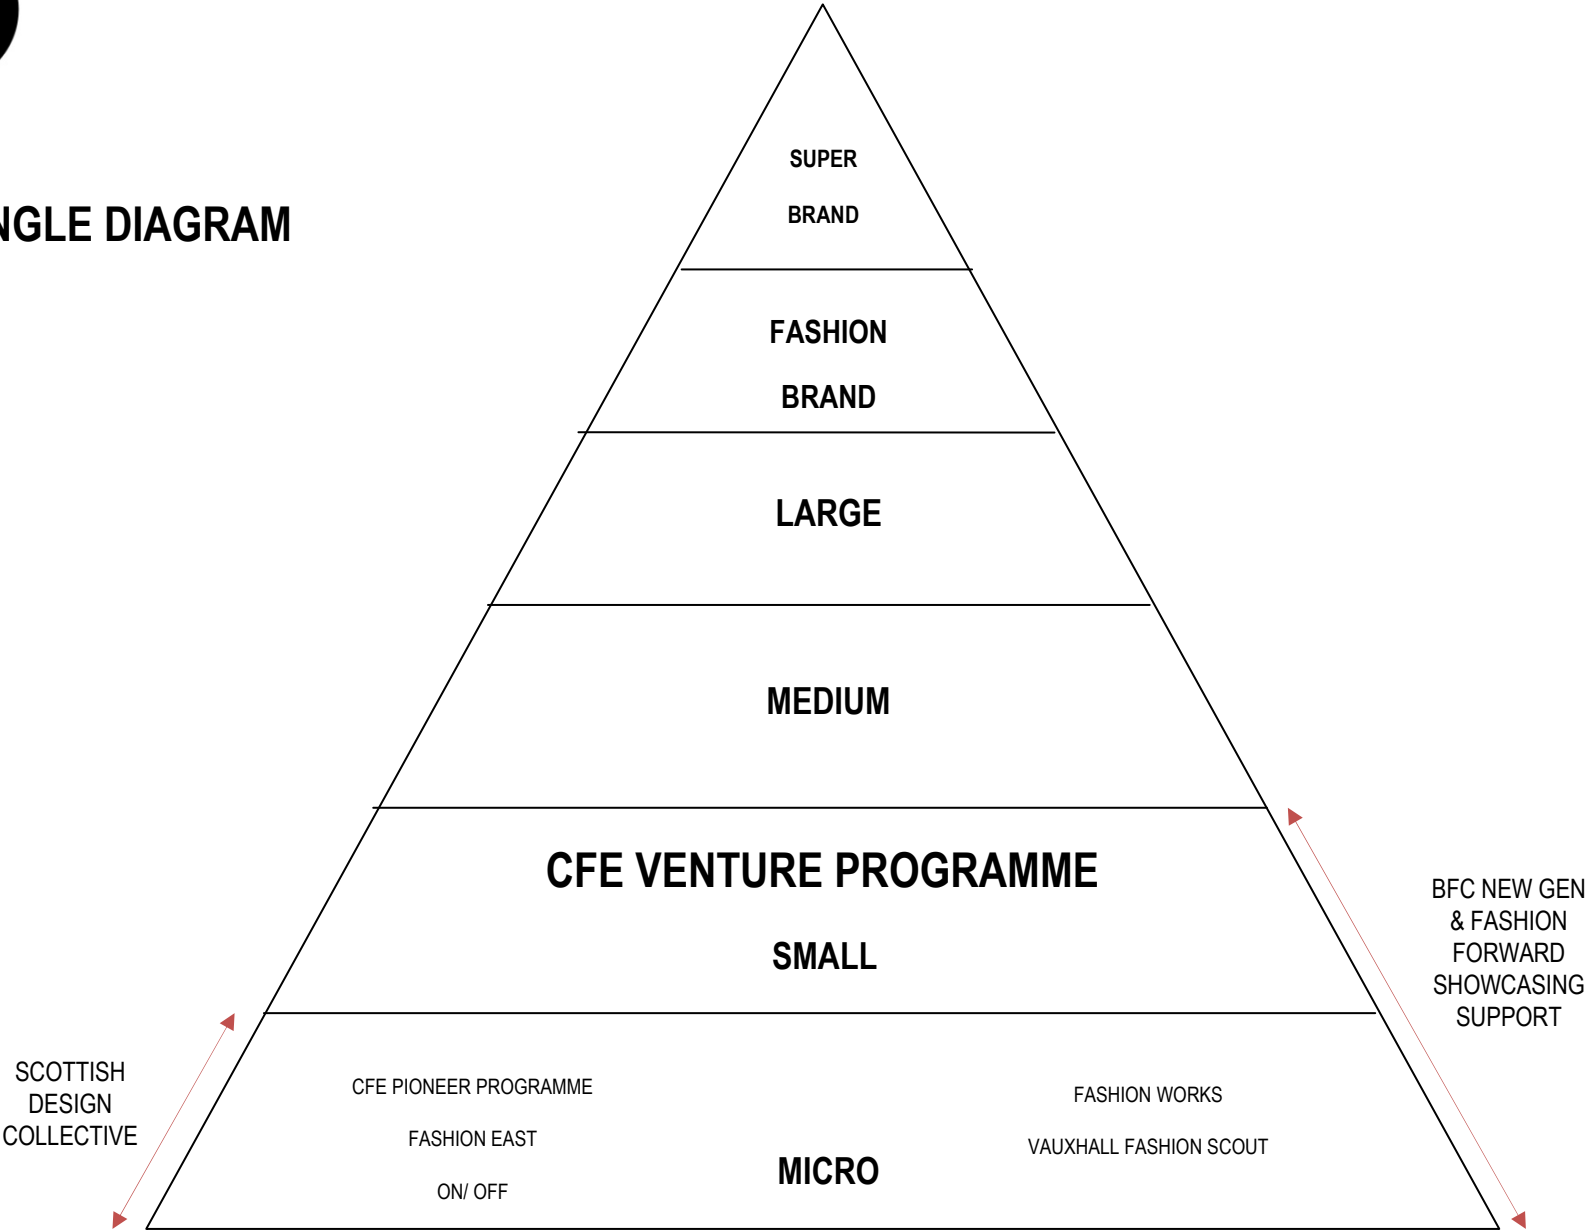 SUPER
BRAND
NGLE DIAGRAM
FASHION
BRAND
LARGE
MEDIUM
CFE VENTURE PROGRAMME
SMALL
BFC NEW GEN
& FASHION
FORWARD
SHOWCASING
SUPPORT
SCOTTISH
DESIGN
COLLECTIVE
CFE PIONEER PROGRAMME
FASHION EAST
ON/ OFF
MICRO
FASHION WORKS
VAUXHALL FASHION SCOUT